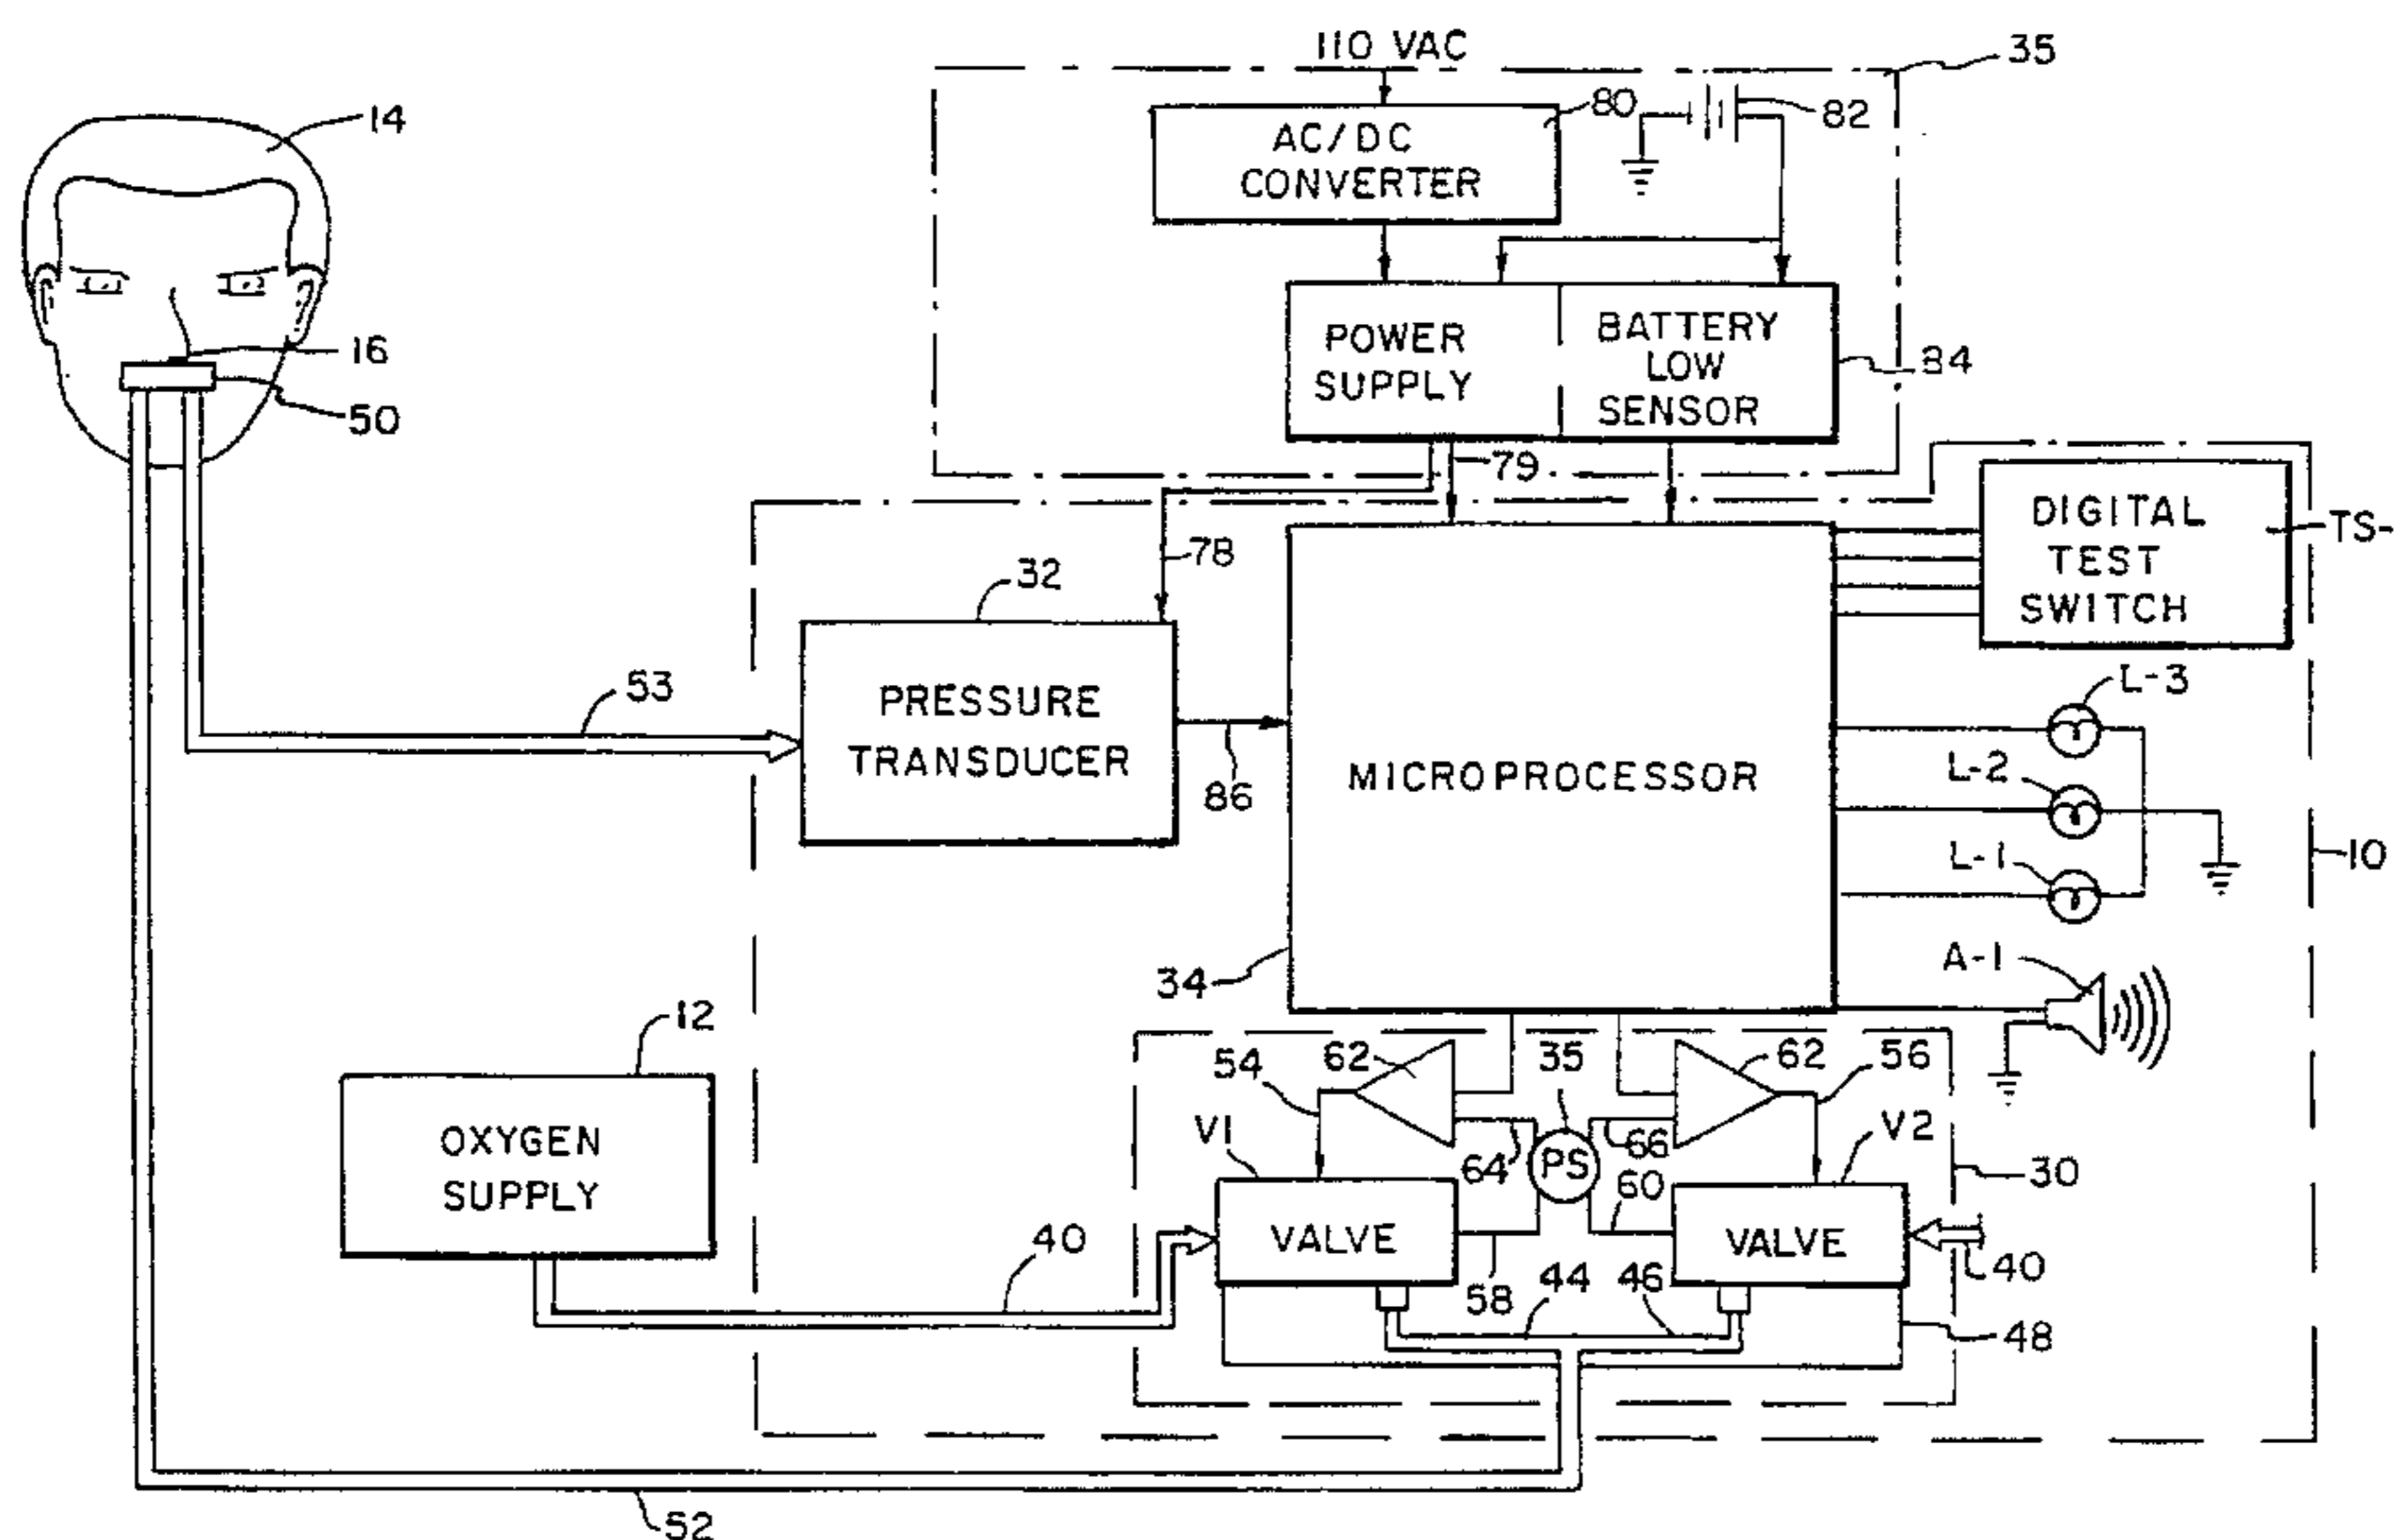 110 VAC
35
14
80
82
AC/DC
CONVERTER
16
50
POWER
SUPPLY
BATTERY
LOW
SENSOR
84
79
DIGITAL
TEST
SWITCH
TS-
78
32
53
PRESSURE
TRANSDUCER
86
MICROPROCESSOR
L-3
L-2
L-1
10
34
A-1
12
OXYGEN
SUPPLY
54
62
35
62
56
V1
64
PS
66
V2
60
30
VALVE
VALVE
40
58
44
46
40
48
52